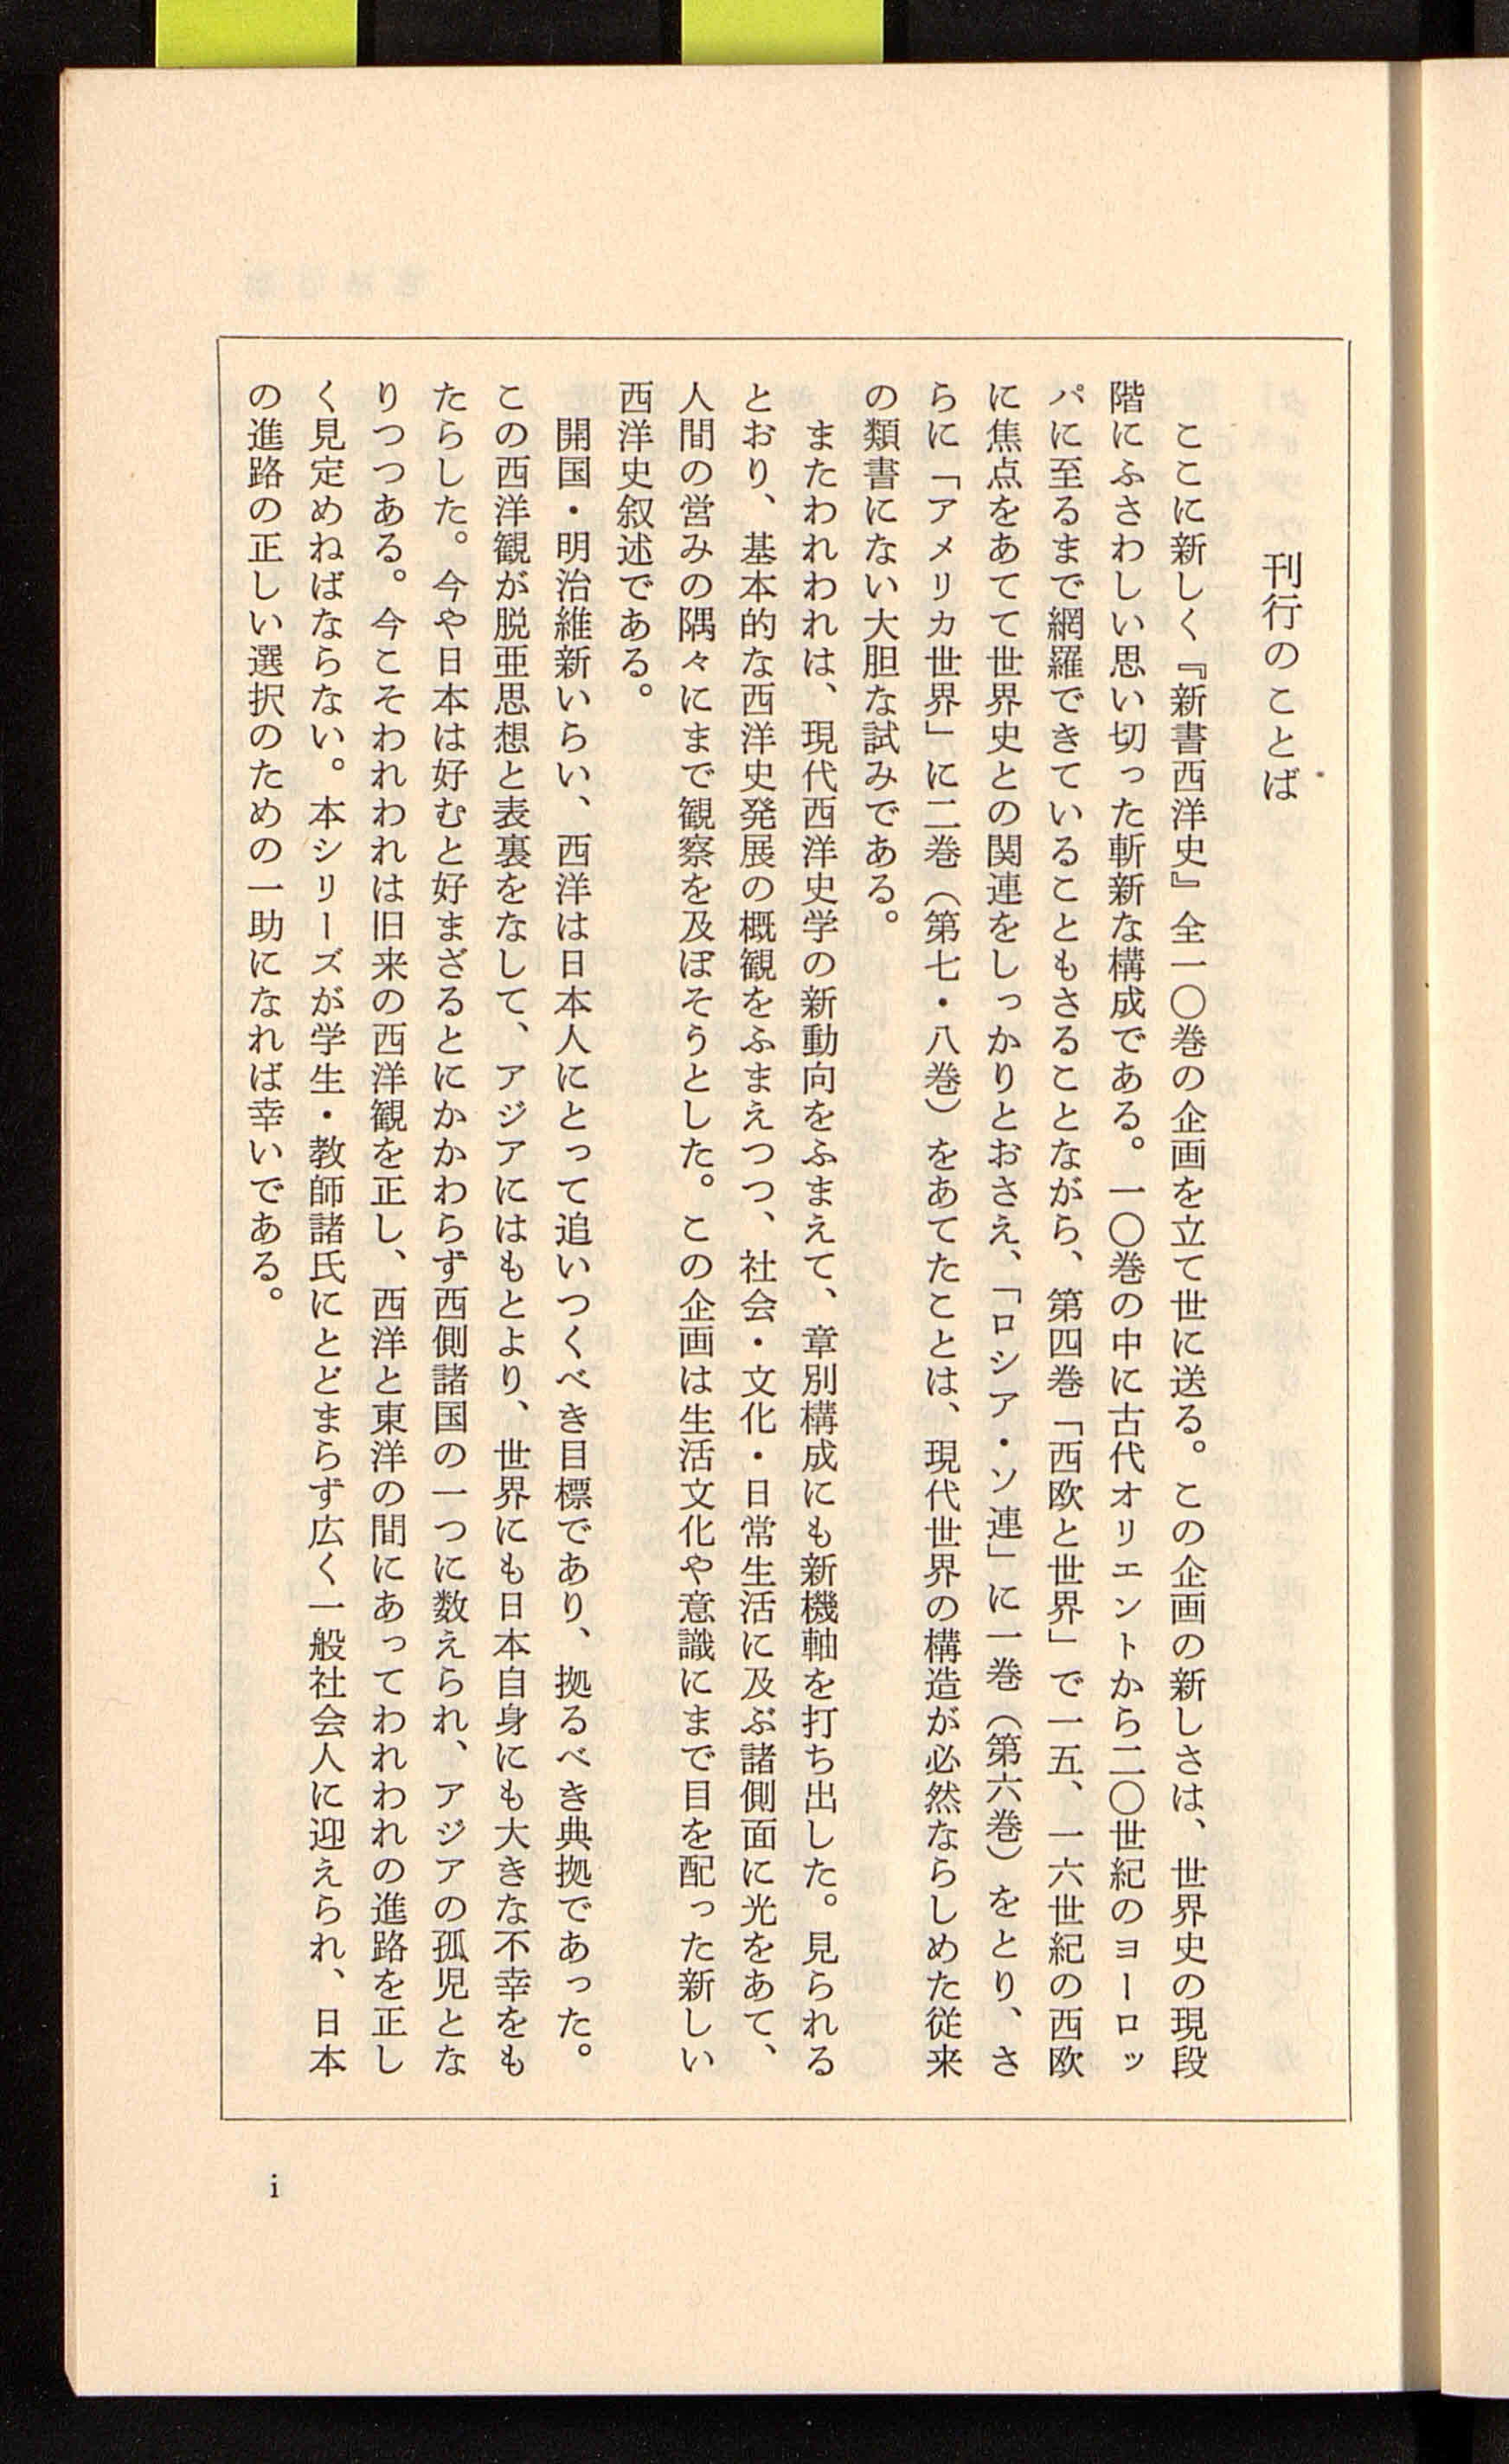 刊行のことば
ここに新しく『新書西洋史』全一〇巻の企画を立て世に送る。この企画の新しさは、世界史の現段
階にふさわしい思い切った斬新な構成である。一〇巻の中に古代オリエントから二〇世紀のヨーロッ
パに至るまで網羅できていることもさることながら、第四巻「西欧と世界」で一五、一六世紀の西欧
に焦点をあてて世界史との関連をしっかりとおさえ、「ロシア・ソ連」に一巻（第六巻）をとり、さ
らに「アメリカ世界」に二巻（第七・八巻）をあてたことは、現代世界の構造が必然ならしめた従来
の類書にない大胆な試みである。
またわれわれは、現代西洋史学の新動向をふまえて、章別構成にも新機軸を打ち出した。見られる
とおり、基本的な西洋史発展の概観をふまえつつ、社会・文化・日常生活に及ぶ諸側面に光をあて、
人間の営みの隅々にまで観察を及ぼそうとした。この企画は生活文化や意識にまで目を配った新しい
西洋史叙述である。
開国・明治維新いらい、西洋は日本人にとって追いつくべき目標であり、拠るべき典拠であった。
この西洋観が脱亜思想と表裏をなして、アジアにはもとより、世界にも日本自身にも大きな不幸をも
たらした。今や日本は好むと好まざるとにかかわらず西側諸国の一つに数えられ、アジアの孤児とな
りつつある。今こそわれわれは旧来の西洋観を正し、西洋と東洋の間にあってわれわれの進路を正し
く見定めねばならない。本シリーズが学生・教師諸氏にとどまらず広く一般社会人に迎えられ、日本
の進路の正しい選択のための一助になれば幸いである。
i